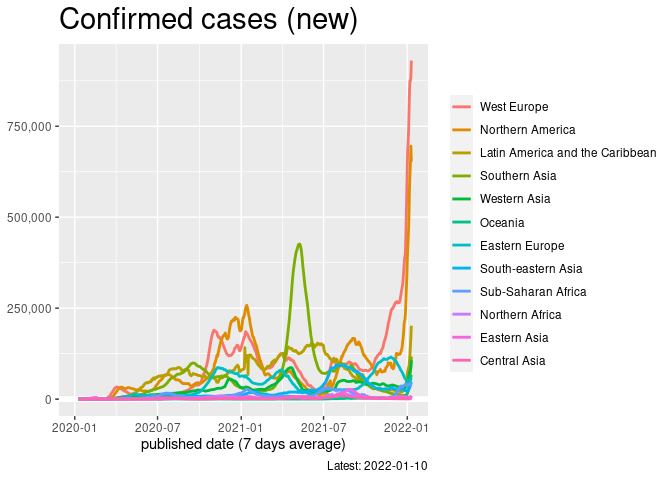 Confirmed cases (new)
750,000
500,000
250,000
0
2020-01
2020-07
2021-01
2021-07
2022-01
published date (7 days average)
Latest: 2022-01-10
West Europe
Northern America
Latin America and the Caribbean
Southern Asia
Western Asia
Oceania
Eastern Europe
South-eastern Asia
Sub-Saharan Africa
Northern Africa
Eastern Asia
Central Asia